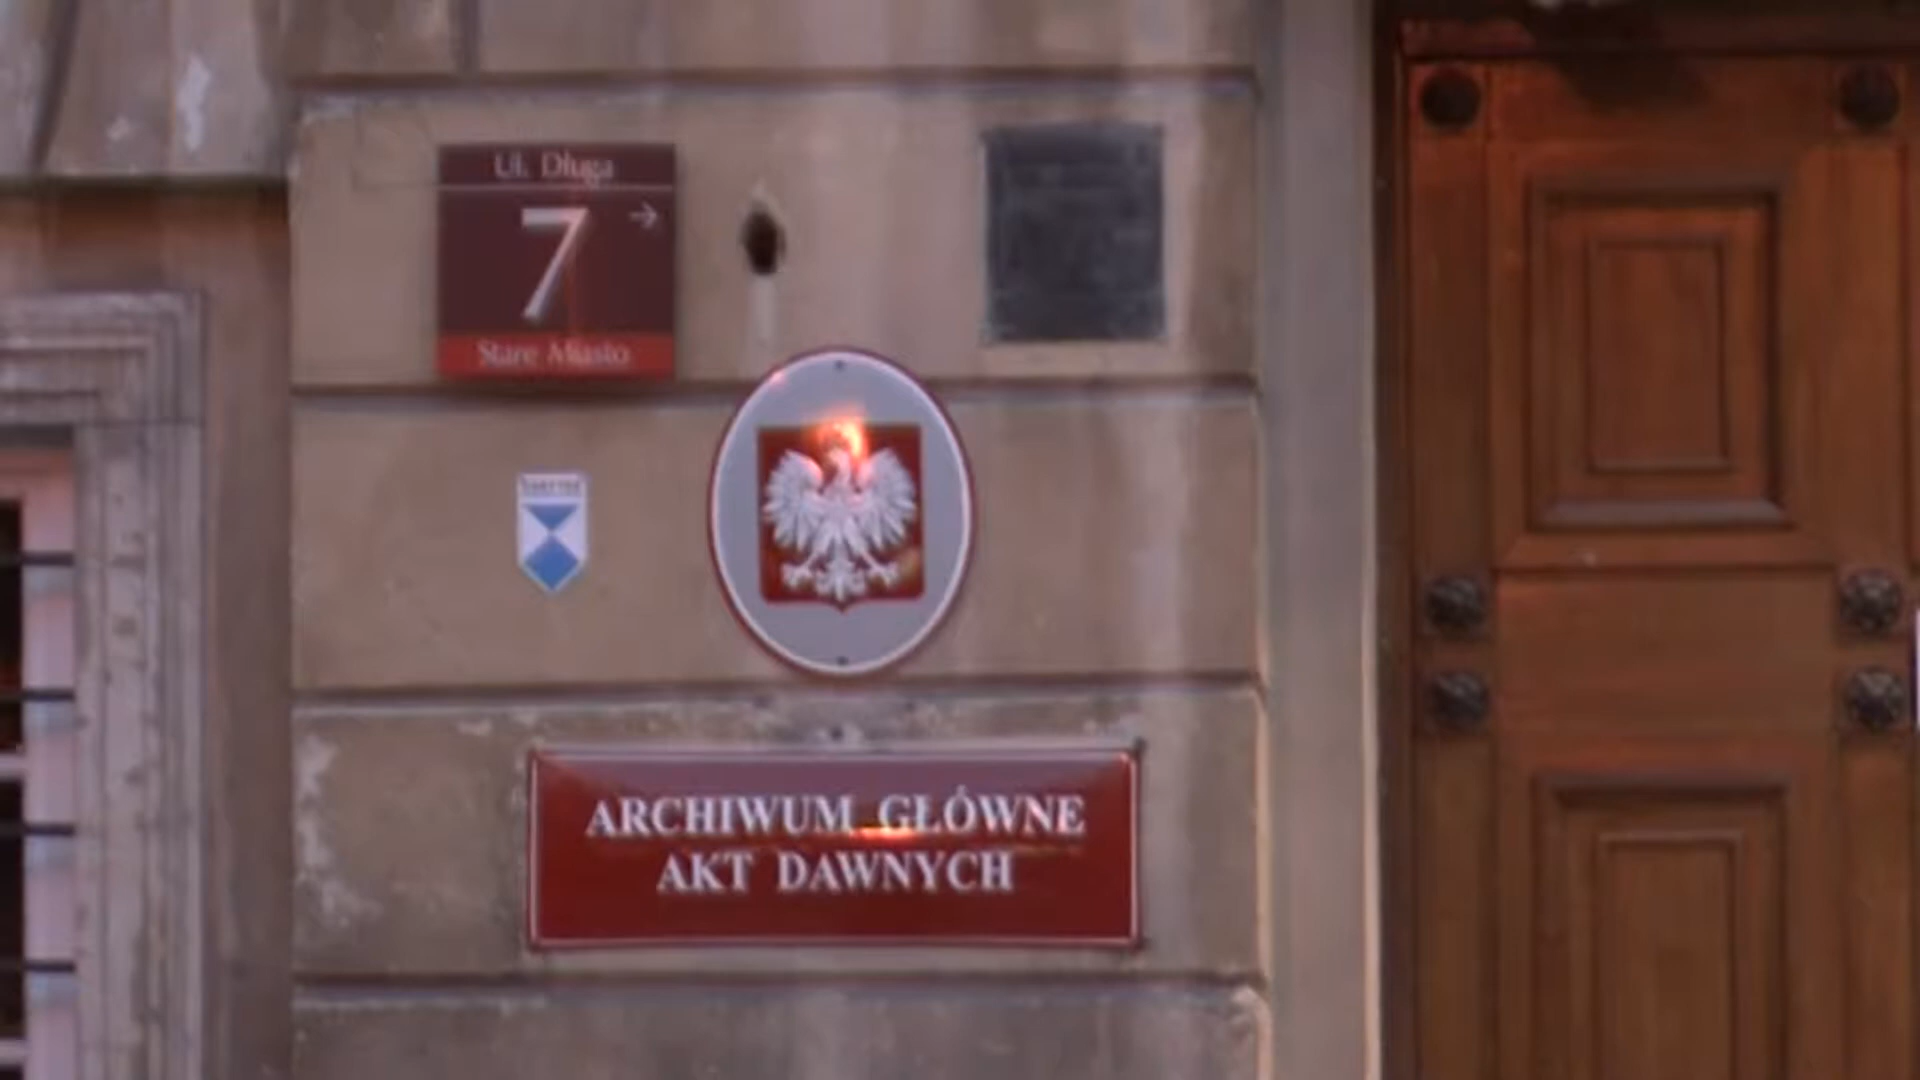 Ul. Długa
7 →
Stare Miasto
ARCHIWUM GŁÓWNE
AKT DAWNYCH